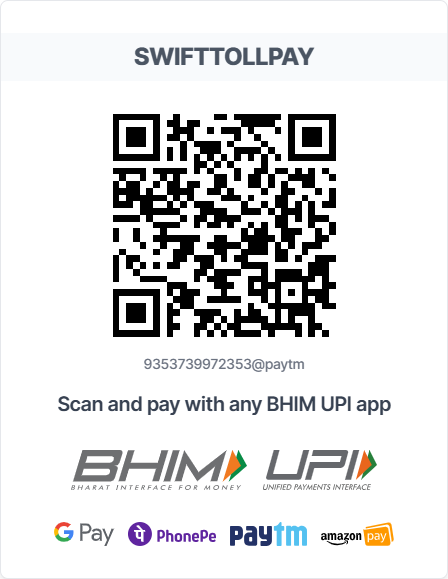 SWIFTTOLLPAY
9353739972353@paytm
Scan and pay with any BHIM UPI app
BHIM UPI
BHARAT INTERFACE FOR MONEY UNIFIED PAYMENTS INTERFACE
G Pay PhonePe Paytm amazon pay